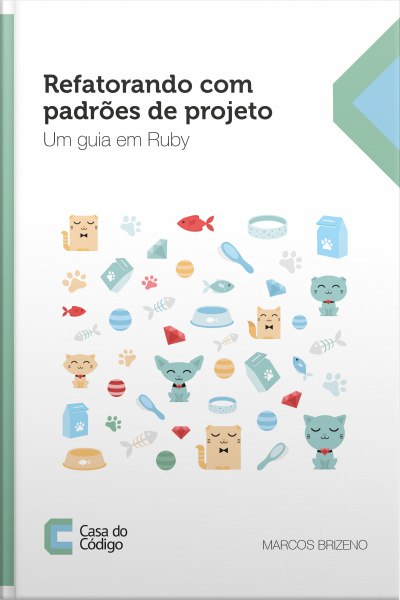 Refatorando com
padrões de projeto
Um guia em Ruby
Casa do
Código
MARCOS BRIZENO